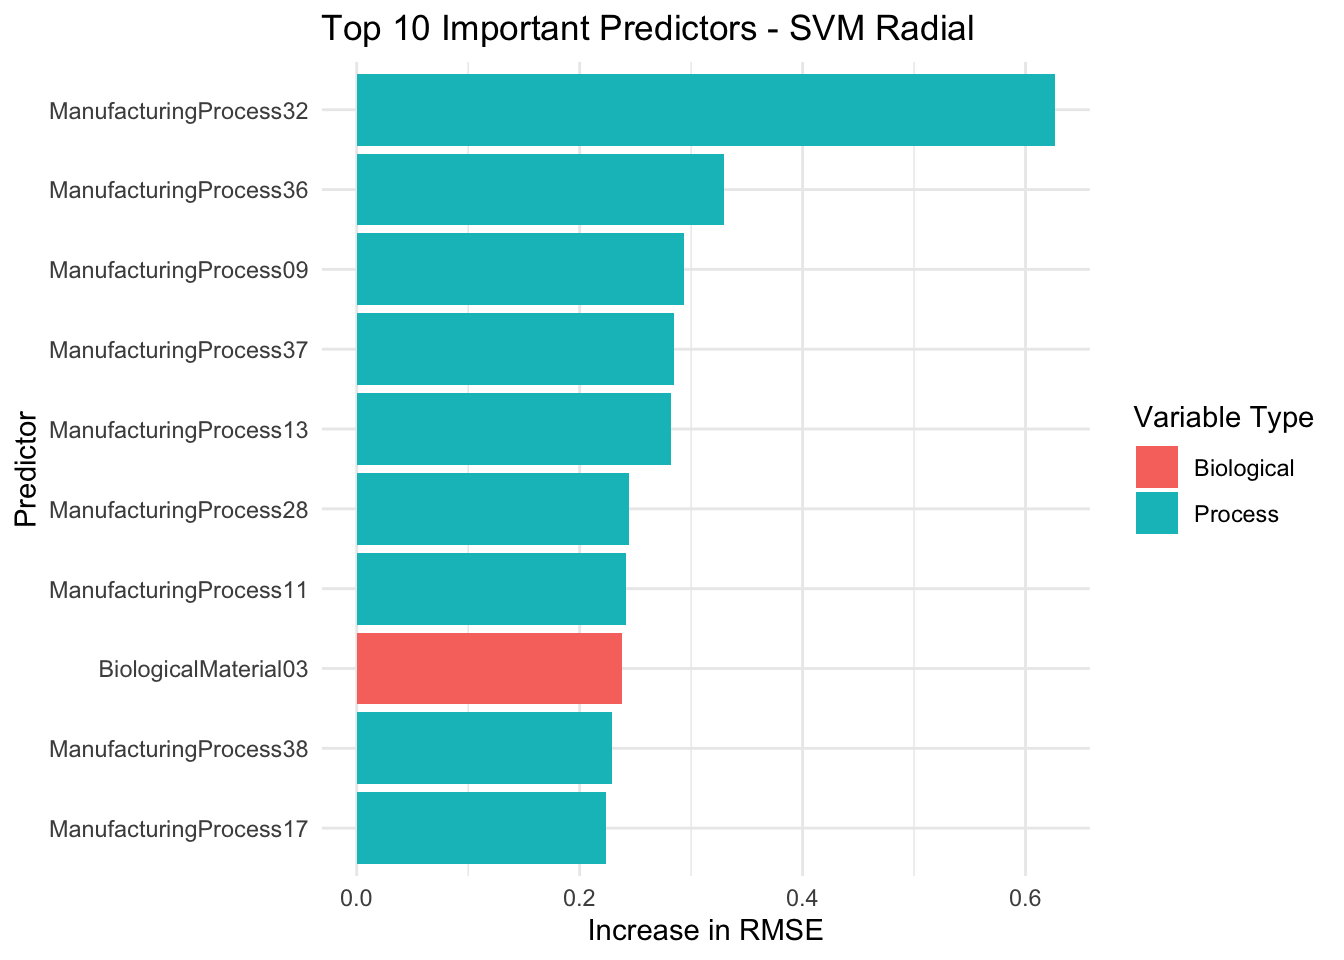 Top 10 Important Predictors - SVM Radial
Predictor
ManufacturingProcess32
ManufacturingProcess36
ManufacturingProcess09
ManufacturingProcess37
ManufacturingProcess13
ManufacturingProcess28
ManufacturingProcess11
BiologicalMaterial03
ManufacturingProcess38
ManufacturingProcess17
0.0 0.2 0.4 0.6
Increase in RMSE
Variable Type
Biological
Process